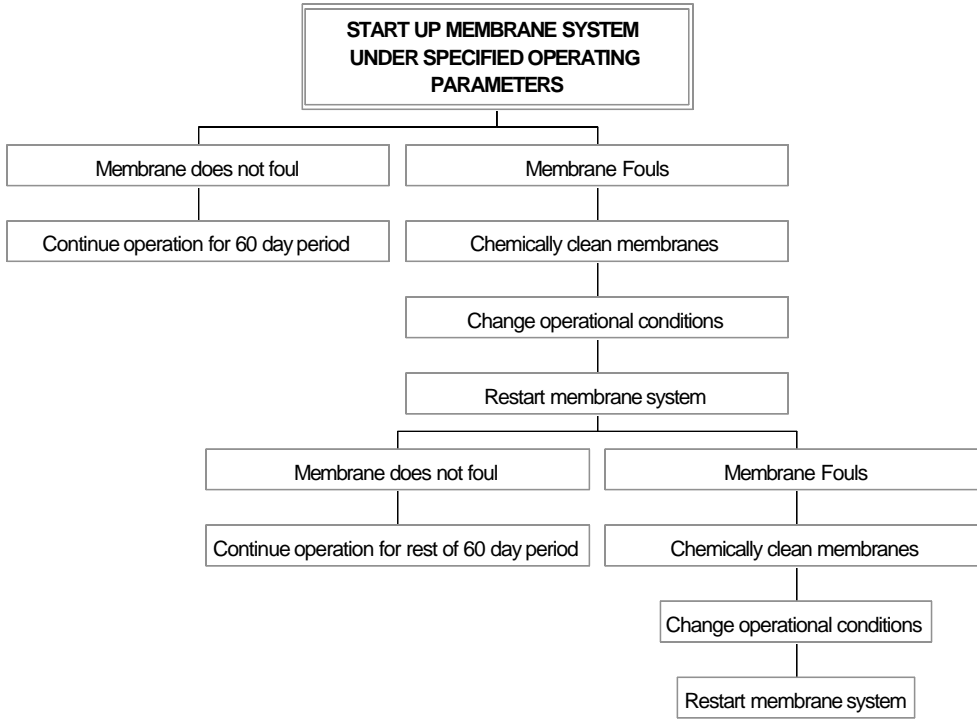 START UP MEMBRANE SYSTEM
UNDER SPECIFIED OPERATING
PARAMETERS
Membrane does not foul
Membrane Fouls
Continue operation for 60 day period
Chemically clean membranes
Change operational conditions
Restart membrane system
Membrane does not foul
Membrane Fouls
Continue operation for rest of 60 day period
Chemically clean membranes
Change operational conditions
Restart membrane system